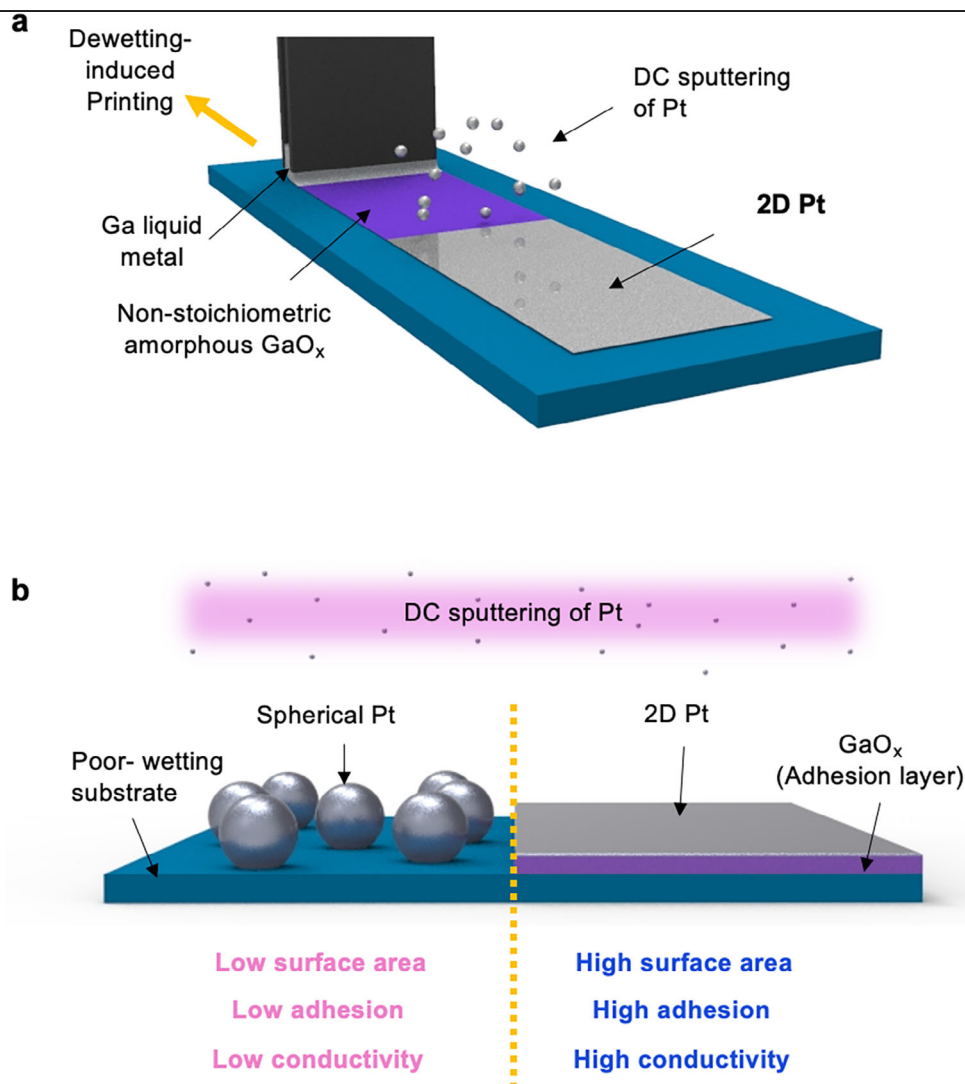 a
Dewetting-
induced
Printing
DC sputtering
of Pt
2D Pt
Ga liquid
metal
Non-stoichiometric
amorphous GaOₓ
b
DC sputtering of Pt
Spherical Pt
2D Pt
Poor- wetting
substrate
GaOₓ
(Adhesion layer)
Low surface area
Low adhesion
Low conductivity
High surface area
High adhesion
High conductivity